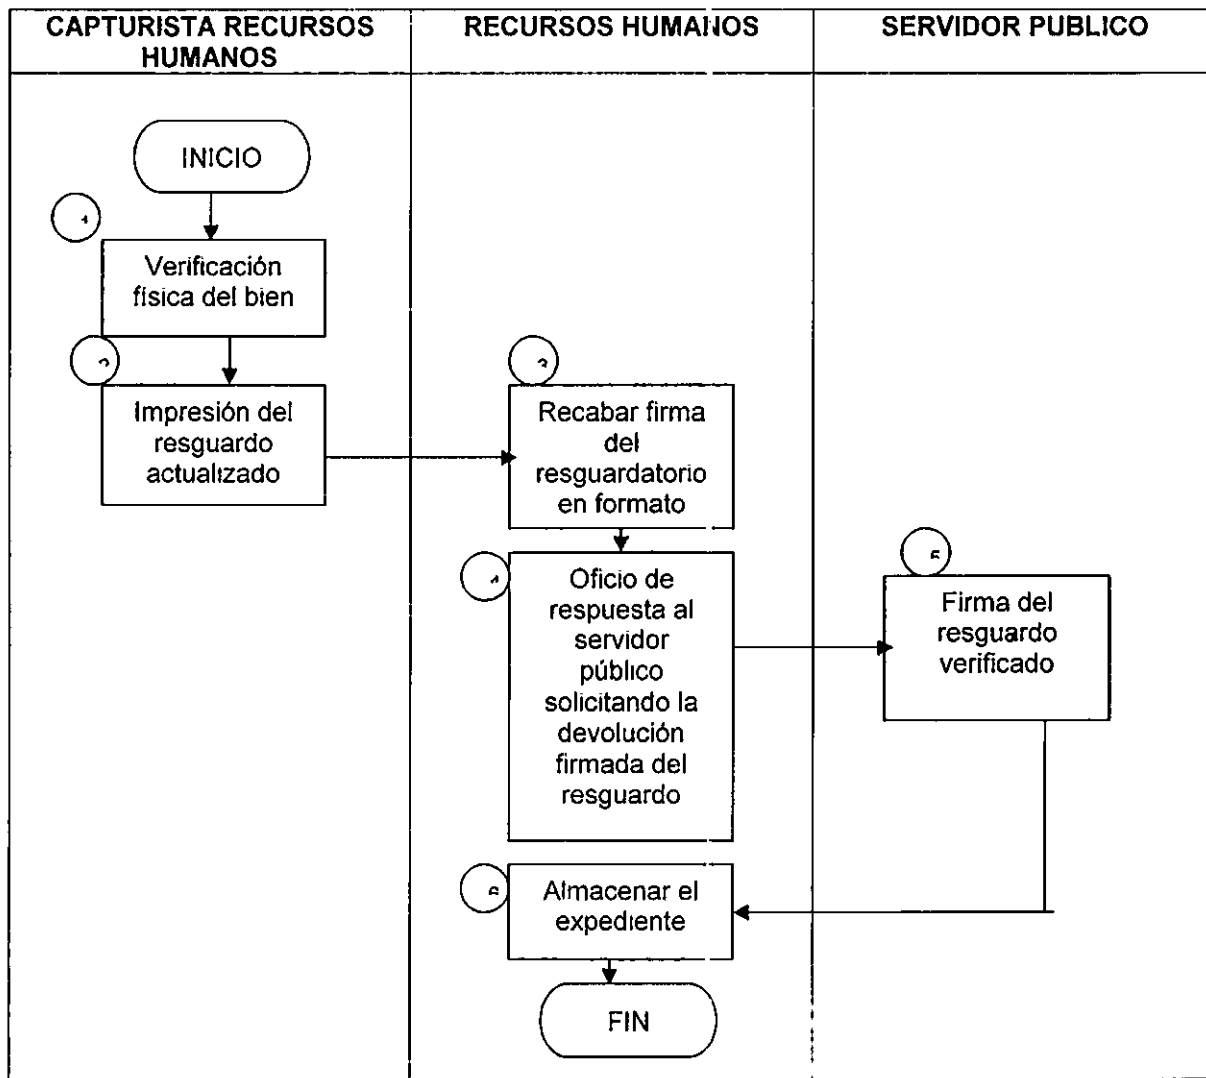 CAPTURISTA RECURSOS
HUMANOS
RECURSOS HUMANOS
SERVIDOR PUBLICO
INICIO
Verificación
física del bien
Impresión del
resguardo
actualizado
Recabar firma
del
resguardatorio
en formato
Oficio de
respuesta al
servidor
público
solicitando la
devolución
firmada del
resguardo
Firma del
resguardo
verificado
Almacenar el
expediente
FIN